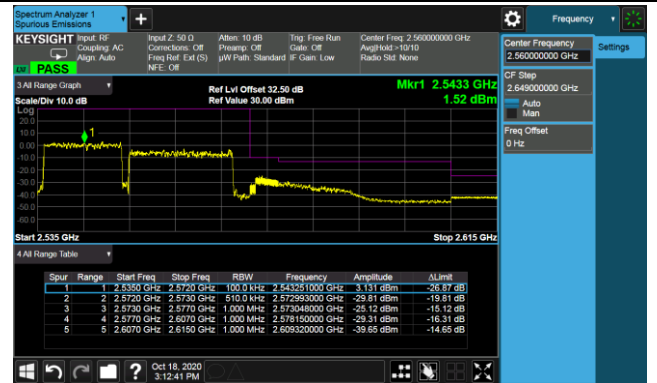 Spectrum Analyzer 1
Spurious Emissions
Frequency
KEYSIGHT Input: RF
Coupling: AC
Align: Auto
Input Z: 50 Ω
Corrections: Off
Freq Ref: Ext (S)
NFE: Off
Atten: 10 dB
Preamp: Off
µW Path: Standard
Trig: Free Run
Gate: Off
IF Gain: Low
Center Freq: 2.560000000 GHz
Avg|Hold:>10/10
Radio Std: None
LXI PASS
3 All Range Graph
Scale/Div 10.0 dB
Ref Lvl Offset 32.50 dB
Ref Value 30.00 dBm
Mkr1 2.5433 GHz
1.52 dBm
Log
20.0
10.0
0.00
-10.0
-20.0
-30.0
-40.0
-50.0
-60.0
1
Start 2.535 GHz
Stop 2.615 GHz
4 All Range Table
Spur Range Start Freq Stop Freq RBW Frequency Amplitude ΔLimit
1 1 2.5350 GHz 2.5720 GHz 100.0 kHz 2.543251000 GHz 3.131 dBm -26.87 dB
2 2 2.5720 GHz 2.5730 GHz 510.0 kHz 2.572993000 GHz -29.81 dBm -19.81 dB
3 3 2.5730 GHz 2.5770 GHz 1.000 MHz 2.573048000 GHz -25.12 dBm -15.12 dB
4 4 2.5770 GHz 2.6070 GHz 1.000 MHz 2.578150000 GHz -29.31 dBm -16.31 dB
5 5 2.6070 GHz 2.6150 GHz 1.000 MHz 2.609320000 GHz -39.65 dBm -14.65 dB
Oct 18, 2020
3:12:41 PM
Center Frequency
2.560000000 GHz
CF Step
2.649000000 GHz
Auto
Man
Freq Offset
0 Hz
Settings